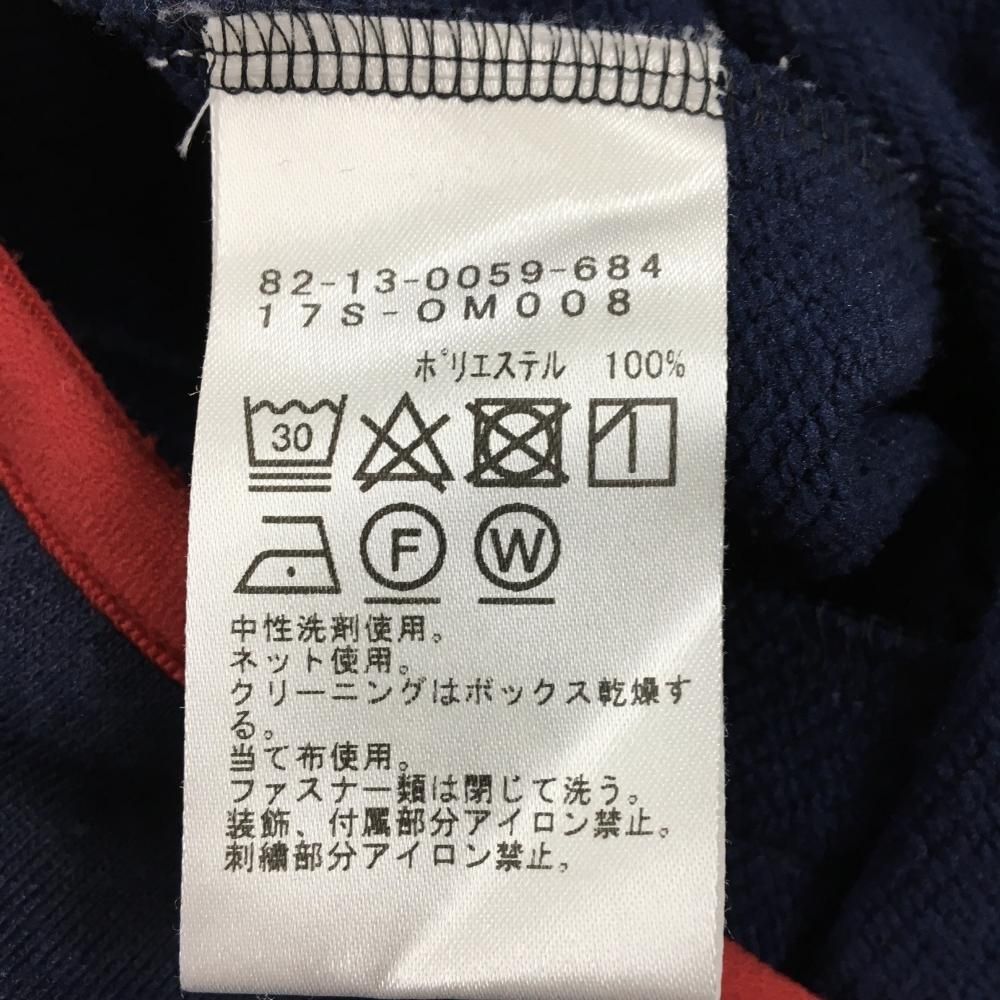 82-13-0059-684
17S-OM008
ポリエステル 100%
30
F W
中性洗剤使用。
ネット使用。
クリーニングはボックス乾燥す
る。
当て布使用。
ファスナー類は閉じて洗う。
装飾、付属部分アイロン禁止。
刺繍部分アイロン禁止。